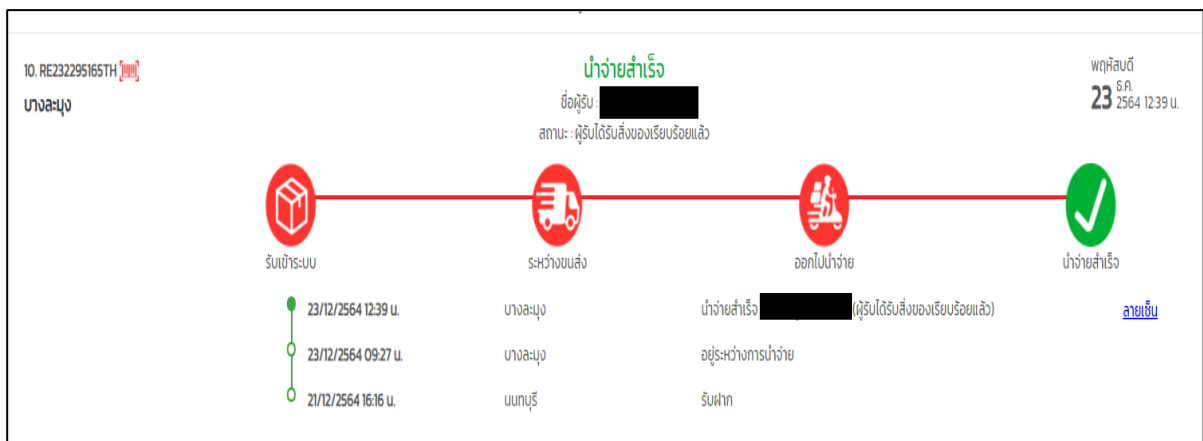 10. RE232295165TH
บางละมุง
นำจ่ายสำเร็จ
ชื่อผู้รับ :
สถานะ : ผู้รับได้รับสิ่งของเรียบร้อยแล้ว
พฤหัสบดี
23 ธ.ค. 2564 12:39 น.
รับเข้าระบบ
ระหว่างขนส่ง
ออกไปนำจ่าย
นำจ่ายสำเร็จ
23/12/2564 12:39 น. บางละมุง นำจ่ายสำเร็จ (ผู้รับได้รับสิ่งของเรียบร้อยแล้ว) ลายเซ็น
23/12/2564 09:27 น. บางละมุง อยู่ระหว่างการนำจ่าย
21/12/2564 16:16 น. นนทบุรี รับฝาก